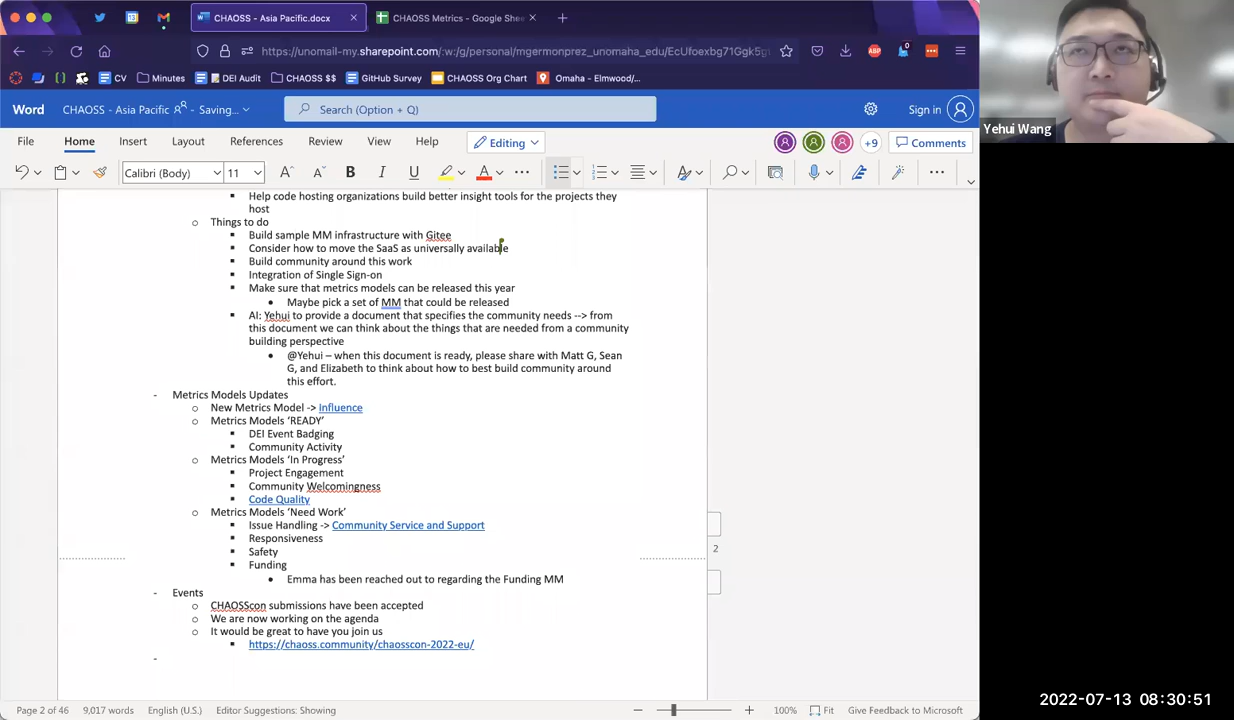 CHAOSS - Asia Pacific.docx
CHAOSS Metrics - Google She
https://unomaha-my.sharepoint.com/:w:/g/personal/mgermonprez_unomaha_edu/EcUfoexbg71Ggk5g
CV
Minutes
DEI Audit
CHAOSS $$
GitHub Survey
CHAOSS Org Chart
Omaha - Elmwood/...
Word
CHAOSS - Asia Pacific
- Saving...
Search (Option + Q)
Sign in
File
Home
Insert
Layout
References
Review
View
Help
Editing
+9
Comments
Calibri (Body)
11
Help code hosting organizations build better insight tools for the projects they
host
Things to do
Build sample MM infrastructure with Gitee
Consider how to move the SaaS as universally available
Build community around this work
Integration of Single Sign-on
Make sure that metrics models can be released this year
Maybe pick a set of MM that could be released
AI: Yehui to provide a document that specifies the community needs --> from
this document we can think about the things that are needed from a community
building perspective
@Yehui – when this document is ready, please share with Matt G, Sean
G, and Elizabeth to think about how to best build community around
this effort.
- Metrics Models Updates
New Metrics Model -> Influence
Metrics Models ‘READY’
DEI Event Badging
Community Activity
Metrics Models ‘In Progress’
Project Engagement
Community Welcomingness
Code Quality
Metrics Models ‘Need Work’
Issue Handling -> Community Service and Support
Responsiveness
Safety
Funding
Emma has been reached out to regarding the Funding MM
- Events
CHAOSScon submissions have been accepted
We are now working on the agenda
It would be great to have you join us
https://chaoss.community/chaosscon-2022-eu/
-
2
Page 2 of 46
9,017 words
English (U.S.)
Editor Suggestions: Showing
100%
Fit
Give Feedback to Microsoft
Yehui Wang
2022-07-13 08:30:51